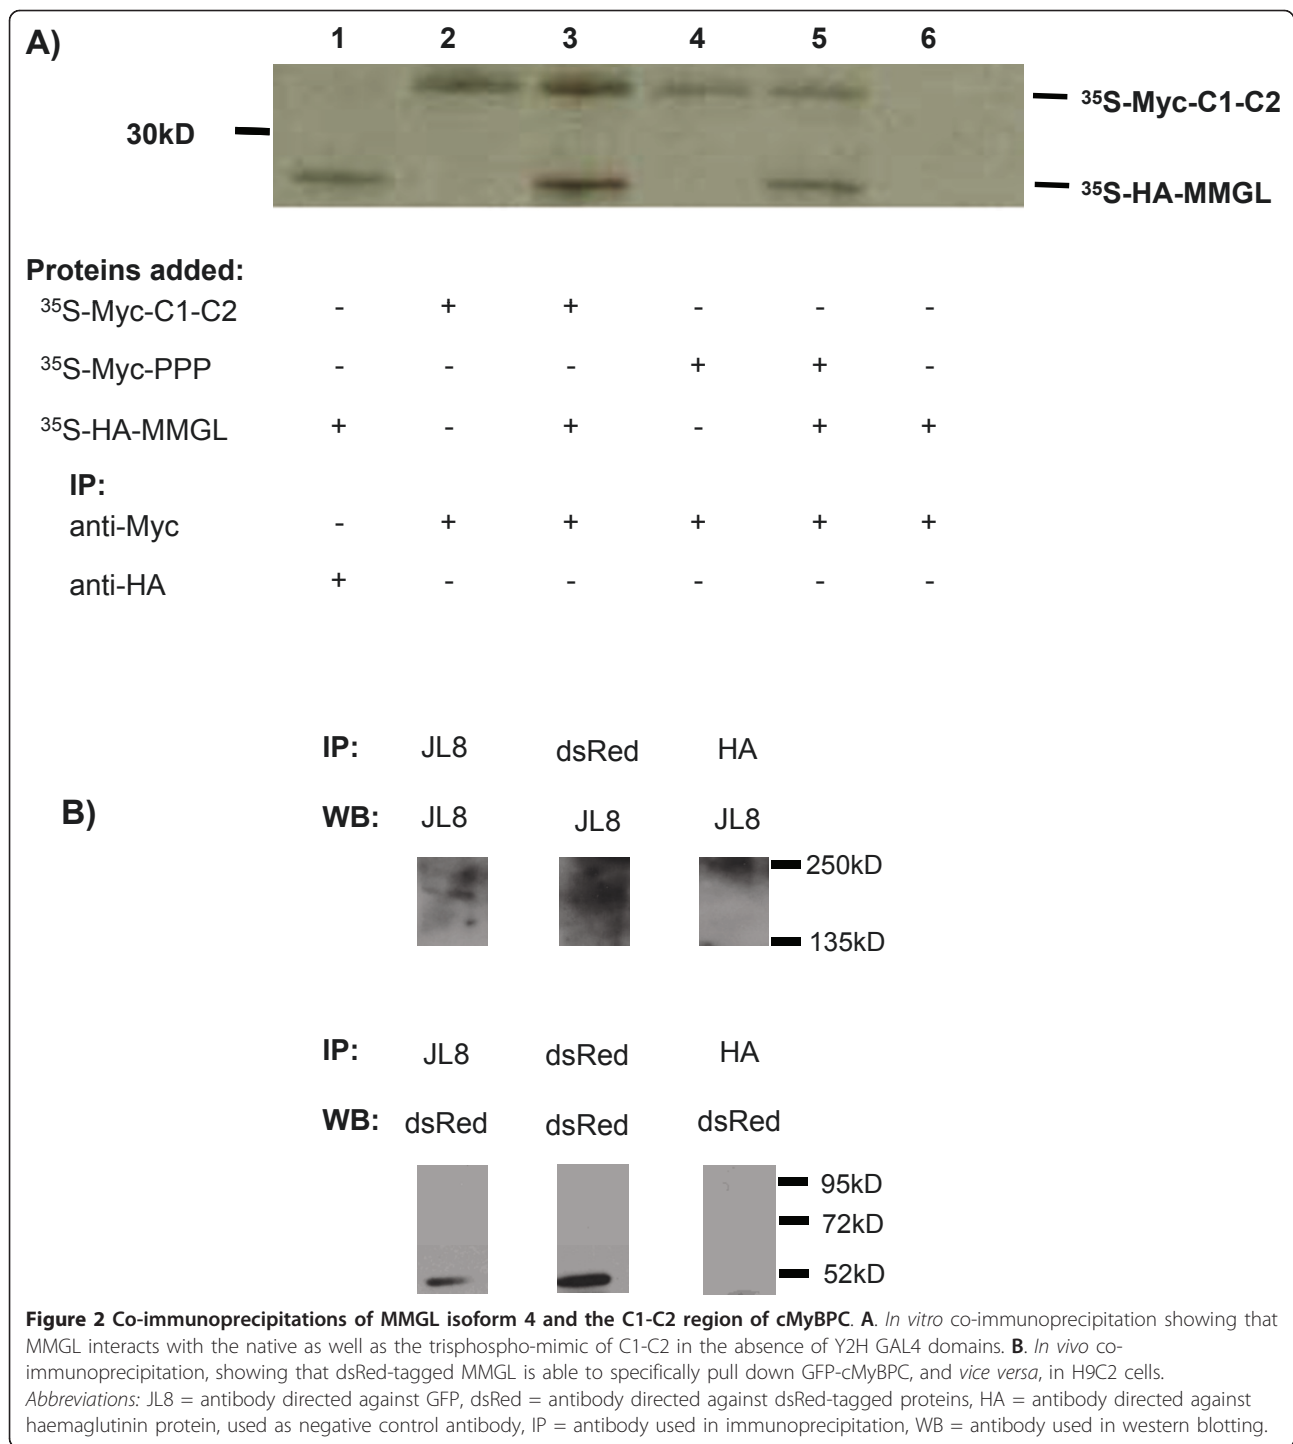 A) 1 2 3 4 5 6
30kD
³⁵S-Myc-C1-C2
³⁵S-HA-MMGL
Proteins added:
³⁵S-Myc-C1-C2 - + + - - -
³⁵S-Myc-PPP - - - + + -
³⁵S-HA-MMGL + - + - + +
IP:
anti-Myc - + + + + +
anti-HA + - - - - -
IP: JL8 dsRed HA
B)
WB: JL8 JL8 JL8
250kD
135kD
IP: JL8 dsRed HA
WB: dsRed dsRed dsRed
95kD
72kD
52kD
Figure 2 Co-immunoprecipitations of MMGL isoform 4 and the C1-C2 region of cMyBPC. A. In vitro co-immunoprecipitation showing that
MMGL interacts with the native as well as the trisphospho-mimic of C1-C2 in the absence of Y2H GAL4 domains. B. In vivo co-
immunoprecipitation, showing that dsRed-tagged MMGL is able to specifically pull down GFP-cMyBPC, and vice versa, in H9C2 cells.
Abbreviations: JL8 = antibody directed against GFP, dsRed = antibody directed against dsRed-tagged proteins, HA = antibody directed against
haemaglutinin protein, used as negative control antibody, IP = antibody used in immunoprecipitation, WB = antibody used in western blotting.